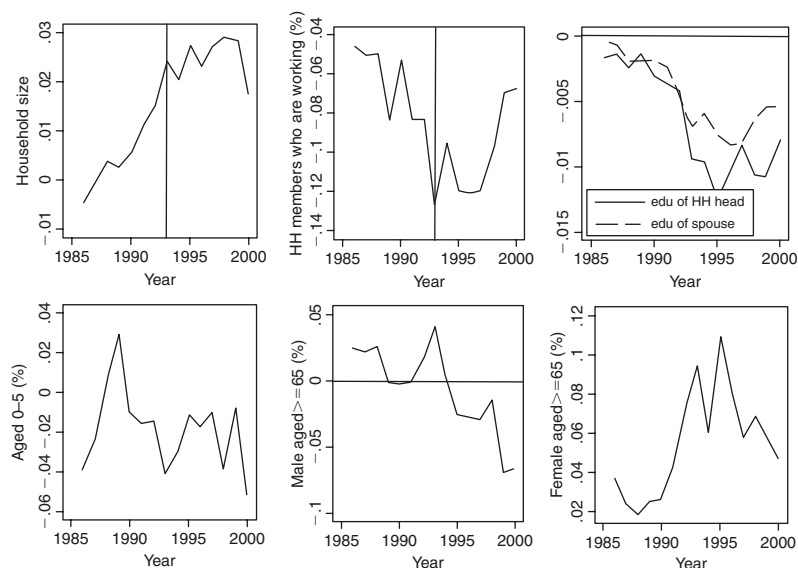 Household size
.03
.02
.01
0
−.01
1985 1990 1995 2000
Year
HH members who are working (%)
−.04
−.06
−.08
−.1
−.12
−.14
1985 1990 1995 2000
Year
0
−.005
−.01
−.015
edu of HH head
edu of spouse
1985 1990 1995 2000
Year
Aged 0–5 (%)
.04
.02
0
−.02
−.04
−.06
1985 1990 1995 2000
Year
Male aged>=65 (%)
.05
0
−.05
−.1
1985 1990 1995 2000
Year
Female aged>=65 (%)
.12
.1
.08
.06
.04
.02
1985 1990 1995 2000
Year